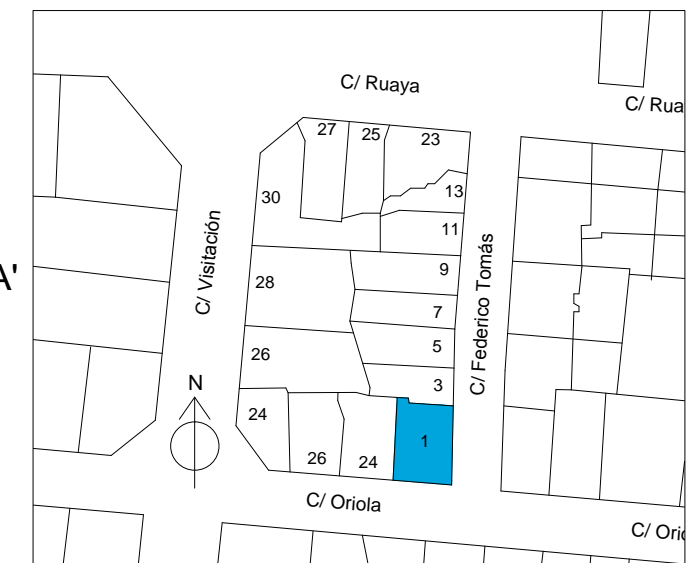 C/ Ruaya
C/ Rua
27
25
23
13
30
11
C/ Visitación
C/ Federico Tomás
A'
9
28
7
5
26
3
N
24
1
26
24
C/ Oriola
C/ Orio